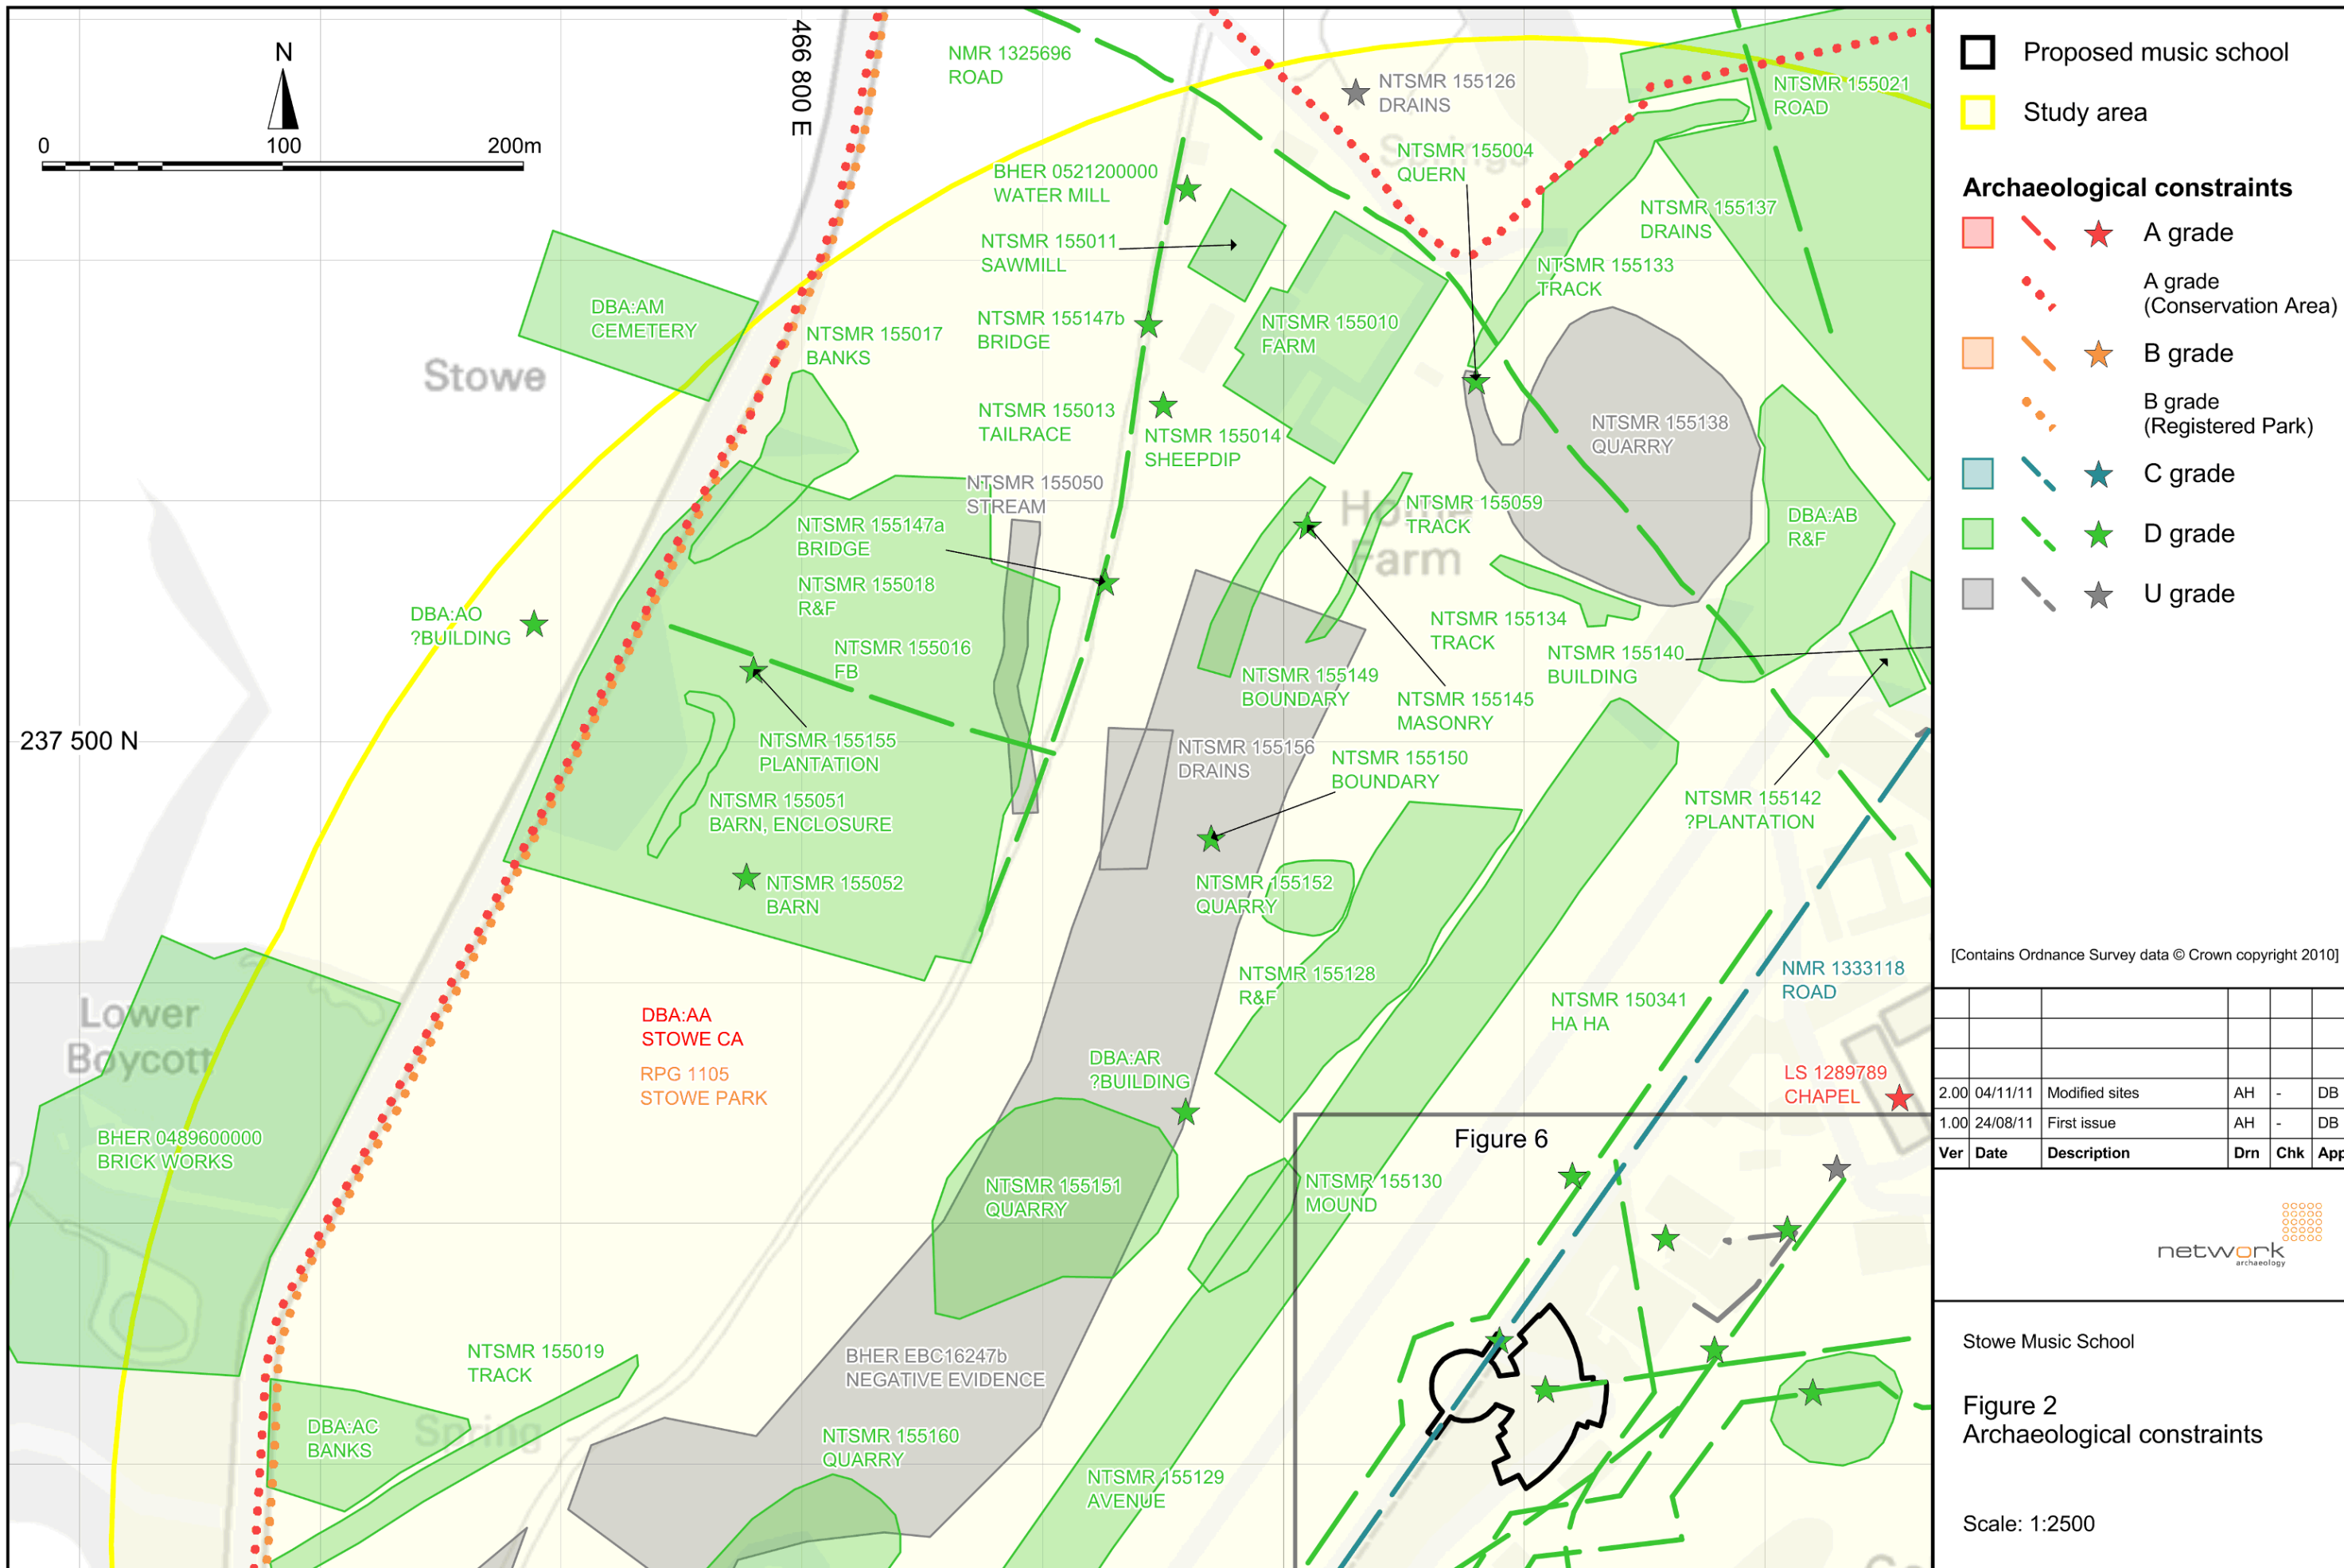 N
0 100 200m
466 800 E
237 500 N
NMR 1325696
ROAD
NTSMR 155126
DRAINS
NTSMR 155021
ROAD
Springs
NTSMR 155004
QUERN
BHER 0521200000
WATER MILL
NTSMR 155011
SAWMILL
NTSMR 155137
DRAINS
NTSMR 155133
TRACK
DBA:AM
CEMETERY
Stowe
NTSMR 155017
BANKS
NTSMR 155147b
BRIDGE
NTSMR 155010
FARM
NTSMR 155013
TAILRACE
NTSMR 155014
SHEEPDIP
NTSMR 155138
QUARRY
NTSMR 155050
STREAM
NTSMR 155147a
BRIDGE
Home
Farm
NTSMR 155059
TRACK
DBA:AB
R&F
NTSMR 155018
R&F
DBA:AO
?BUILDING
NTSMR 155016
FB
NTSMR 155134
TRACK
NTSMR 155140
BUILDING
NTSMR 155149
BOUNDARY
NTSMR 155145
MASONRY
NTSMR 155155
PLANTATION
NTSMR 155156
DRAINS
NTSMR 155150
BOUNDARY
NTSMR 155142
?PLANTATION
NTSMR 155051
BARN, ENCLOSURE
NTSMR 155052
BARN
NTSMR 155152
QUARRY
NTSMR 155128
R&F
NMR 1333118
ROAD
NTSMR 150341
HA HA
Lower
Boycott
DBA:AA
STOWE CA
RPG 1105
STOWE PARK
DBA:AR
?BUILDING
LS 1289789
CHAPEL
BHER 0489600000
BRICK WORKS
Figure 6
NTSMR 155151
QUARRY
NTSMR 155130
MOUND
NTSMR 155019
TRACK
BHER EBC16247b
NEGATIVE EVIDENCE
DBA:AC
BANKS
Spring
NTSMR 155160
QUARRY
NTSMR 155129
AVENUE
Proposed music school
Study area
Archaeological constraints
A grade
A grade
(Conservation Area)
B grade
B grade
(Registered Park)
C grade
D grade
U grade
[Contains Ordnance Survey data © Crown copyright 2010]
2.00 04/11/11 Modified sites AH - DB
1.00 24/08/11 First issue AH - DB
Ver Date Description Drn Chk App
network
archaeology
Stowe Music School
Figure 2
Archaeological constraints
Scale: 1:2500